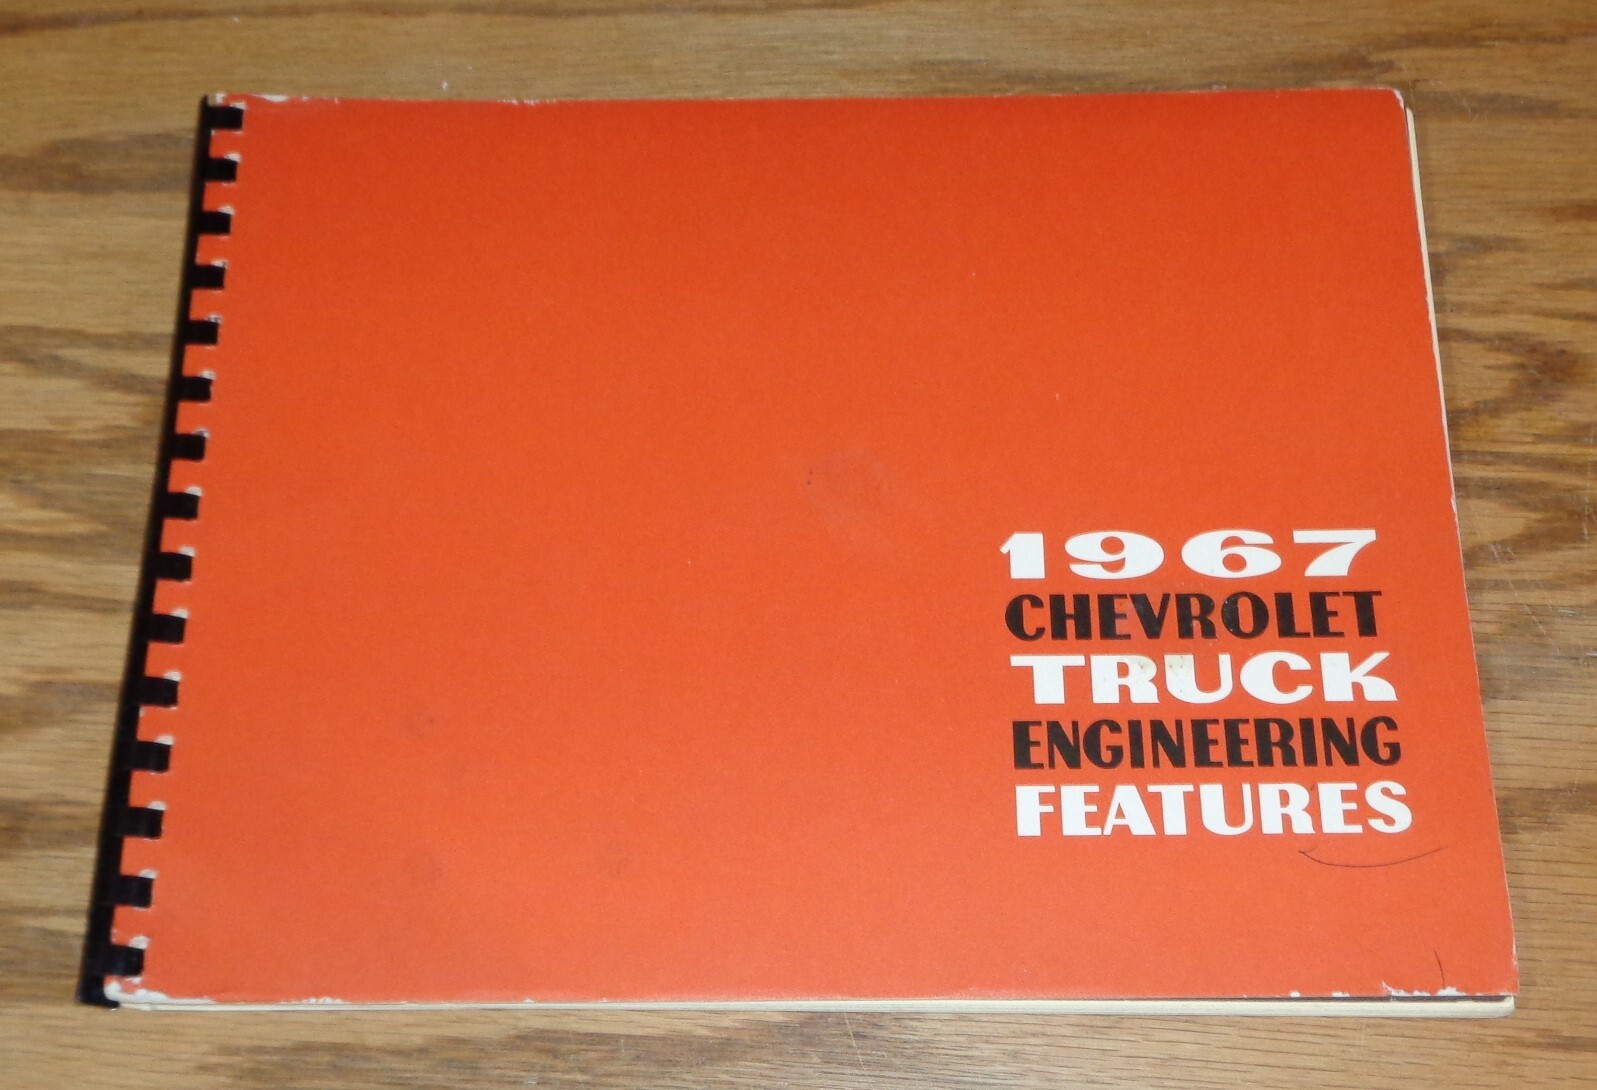 1967
CHEVROLET
TRUCK
ENGINEERING
FEATURES